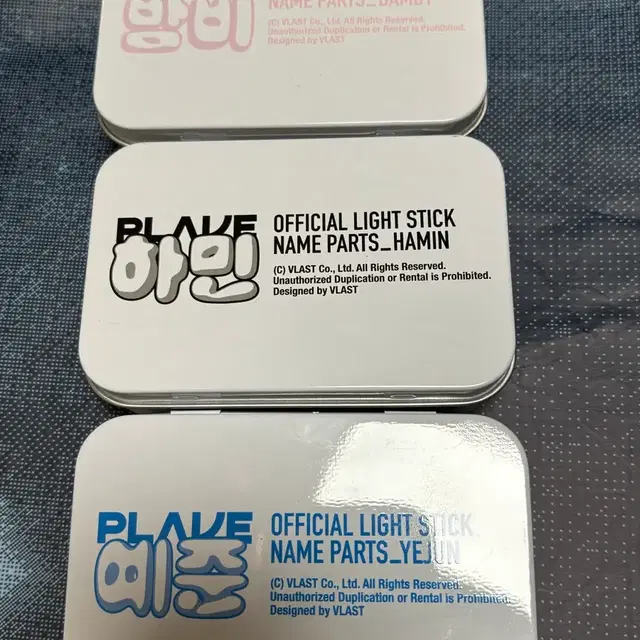 밤비
NAME PARTS_BAMBY
(C) VLAST Co., Ltd. All Rights Reserved.
Unauthorized Duplication or Rental is Prohibited.
Designed by VLAST
PLAVE
하민
OFFICIAL LIGHT STICK
NAME PARTS_HAMIN
(C) VLAST Co., Ltd. All Rights Reserved.
Unauthorized Duplication or Rental is Prohibited.
Designed by VLAST
PLAVE
OFFICIAL LIGHT STICK
NAME PARTS_YEJUN
(C) VLAST Co., Ltd. All Rights Reserved.
Unauthorized Duplication or Rental is Prohibited.
Designed by VLAST